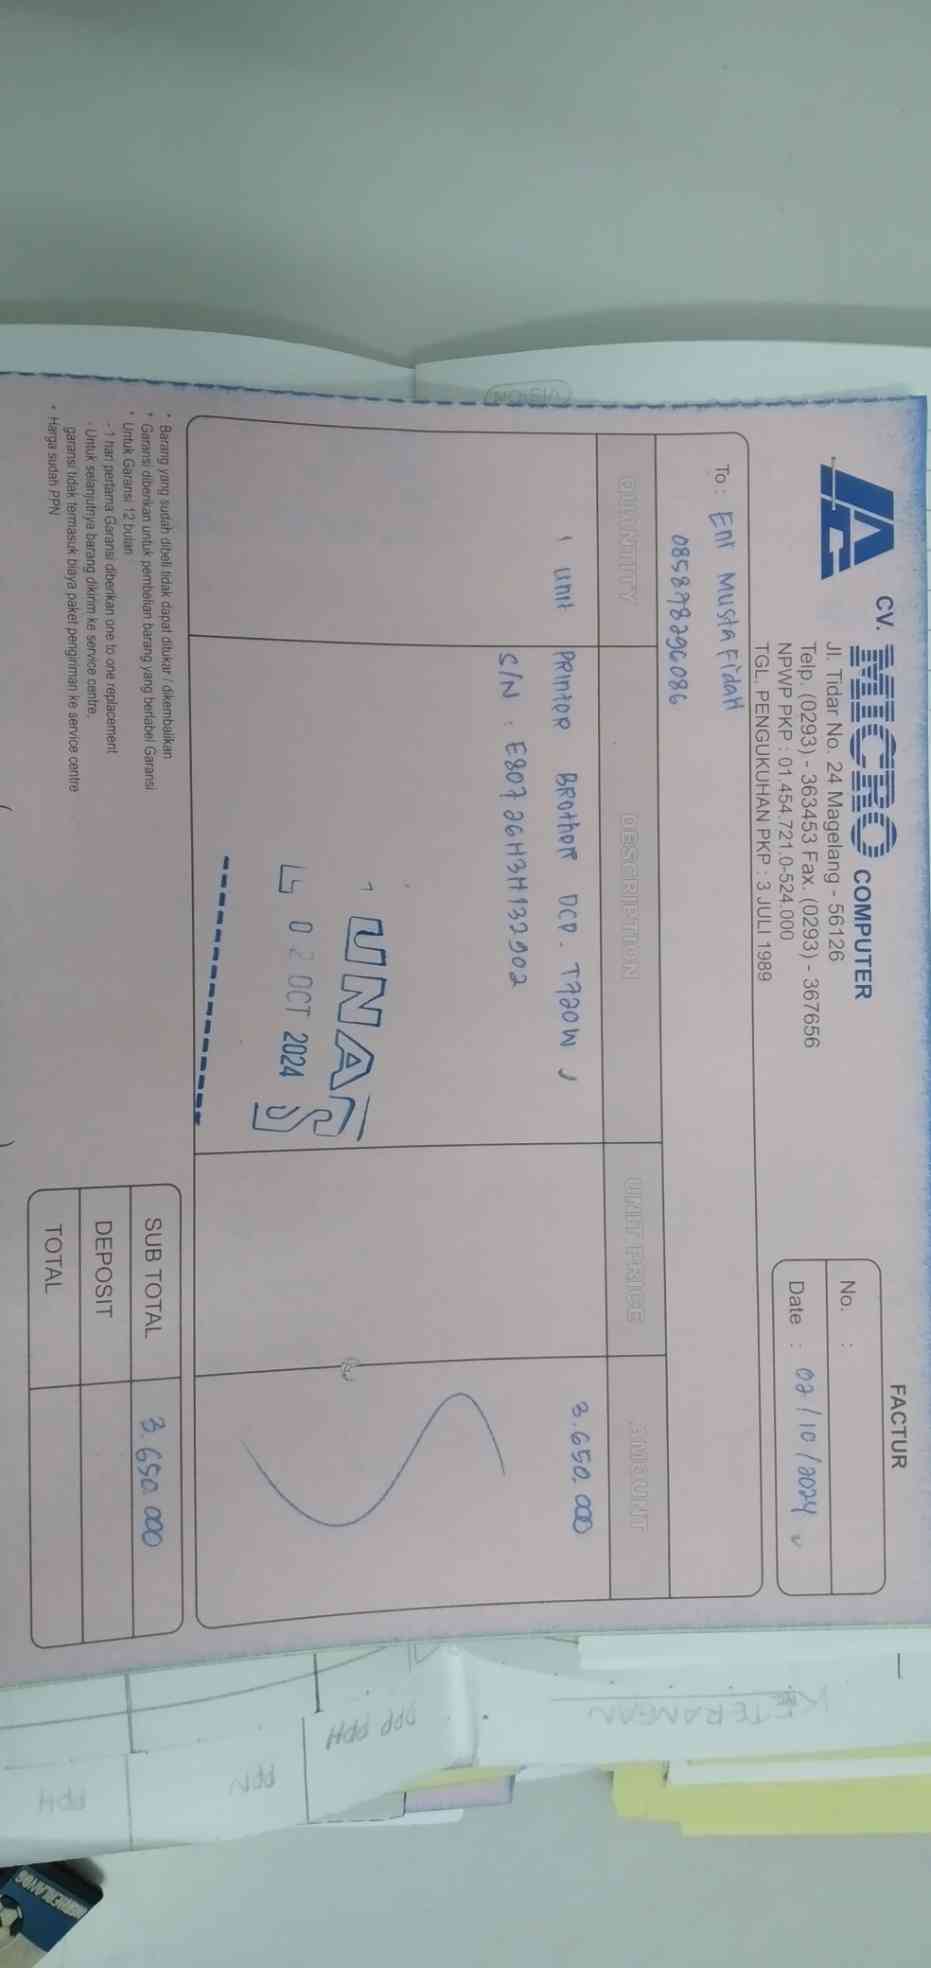 FACTUR
CV. MICRO COMPUTER
Jl. Tidar No. 24 Magelang - 56126
Telp. (0293) - 363453 Fax. (0293) - 367656
NPWP PKP : 01.454.721.0-524.000
TGL. PENGUKUHAN PKP : 3 JULI 1989
No. :
Date : 02/10/2024
To: Eni MustaFidaH
085878296086
QUANTITY DESCRIPTION UNIT PRICE AMOUNT
1 unit PRinteR BRotheR DCP. T720W 3.650.000
S/N : E80726H3H132902
LUNAS
02 OCT 2024
SUB TOTAL 3.650.000
DEPOSIT
TOTAL
* Barang yang sudah dibeli tidak dapat ditukar / dikembalikan
* Garansi diberikan untuk pembelian barang yang berlabel Garansi
* Untuk Garansi 12 bulan
- 1 hari pertama Garansi diberikan one to one replacement
- Untuk selanjutnya barang dikirim ke service centre,
garansi tidak termasuk biaya paket pengiriman ke service centre
* Harga sudah PPN
VISION
KETERANGAN
DPP PPH
PPN
PPH